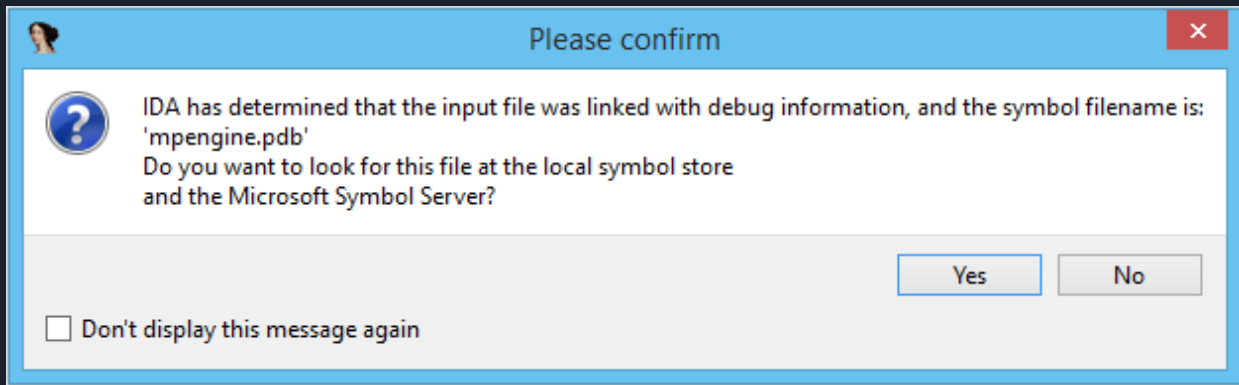 Please confirm
IDA has determined that the input file was linked with debug information, and the symbol filename is:
'mpengine.pdb'
Do you want to look for this file at the local symbol store
and the Microsoft Symbol Server?
Yes No
Don't display this message again